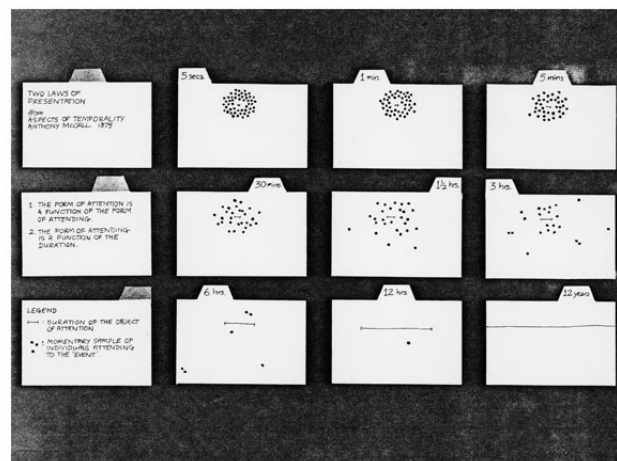 TWO LAWS OF
PRESENTATION
from
ASPECTS OF TEMPORALITY
ANTHONY McCALL 1975
5 secs.
1 min.
5 mins.
1. THE FORM OF ATTENTION IS
A FUNCTION OF THE FORM
OF ATTENDING.
2. THE FORM OF ATTENDING
IS A FUNCTION OF THE
DURATION.
30 mins.
1½ hrs.
3 hrs.
LEGEND
: DURATION OF THE OBJECT
OF ATTENTION
: MOMENTARY SAMPLE OF
INDIVIDUALS ATTENDING
TO THE 'EVENT'.
6 hrs.
12 hrs.
12 years